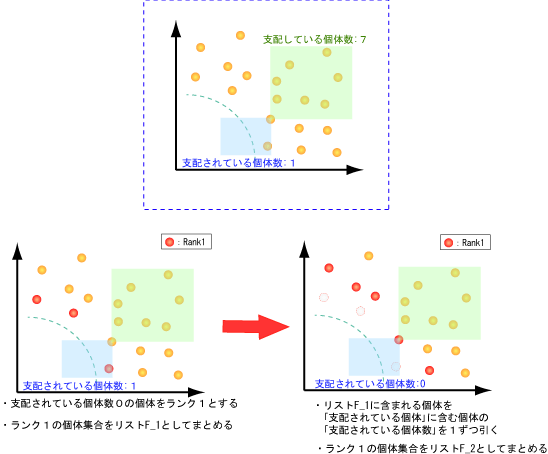 支配している個体数:7
支配されている個体数:1
:Rank1
:Rank1
支配されている個体数:1
支配されている個体数:0
・支配されている個体数0の個体をランク1とする
・ランク1の個体集合をリストF_1としてまとめる
・リストF_1に含まれる個体を
「支配されている個体」に含む個体の
「支配されている個体数」を1ずつ引く
・ランク1の個体集合をリストF_2としてまとめる